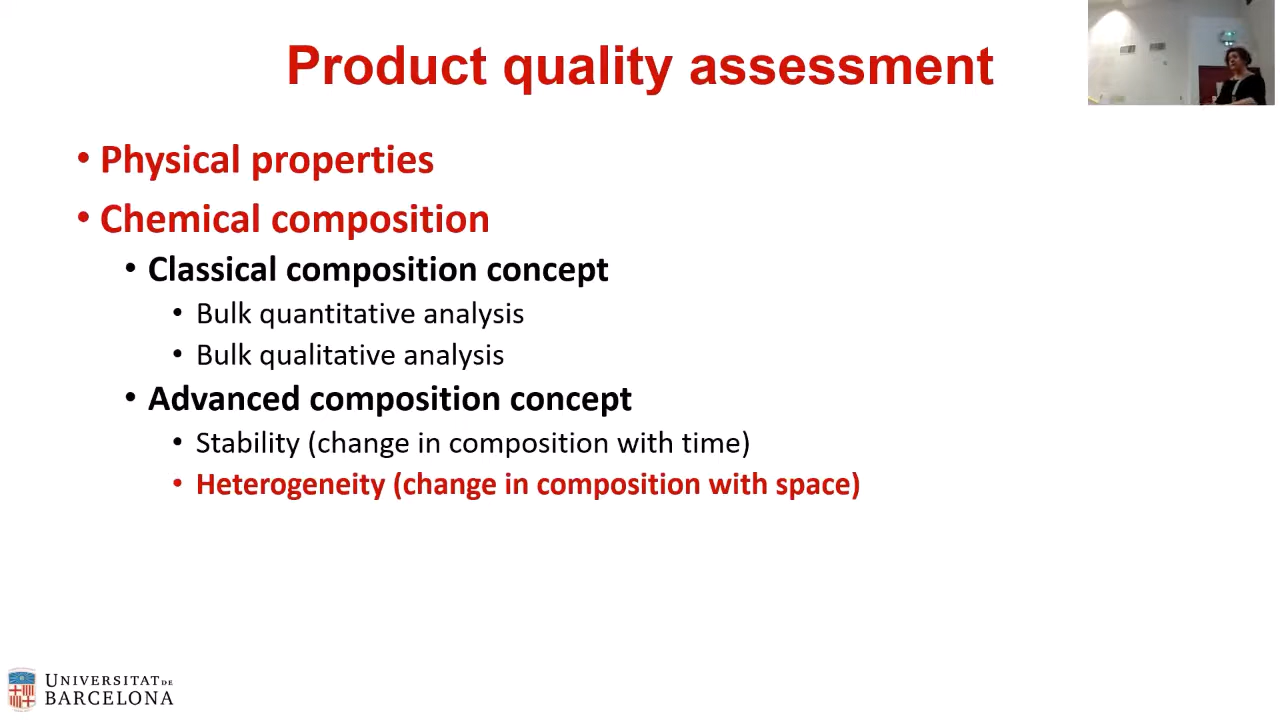 Product quality assessment
• Physical properties
• Chemical composition
• Classical composition concept
• Bulk quantitative analysis
• Bulk qualitative analysis
• Advanced composition concept
• Stability (change in composition with time)
• Heterogeneity (change in composition with space)
UNIVERSITAT DE
BARCELONA